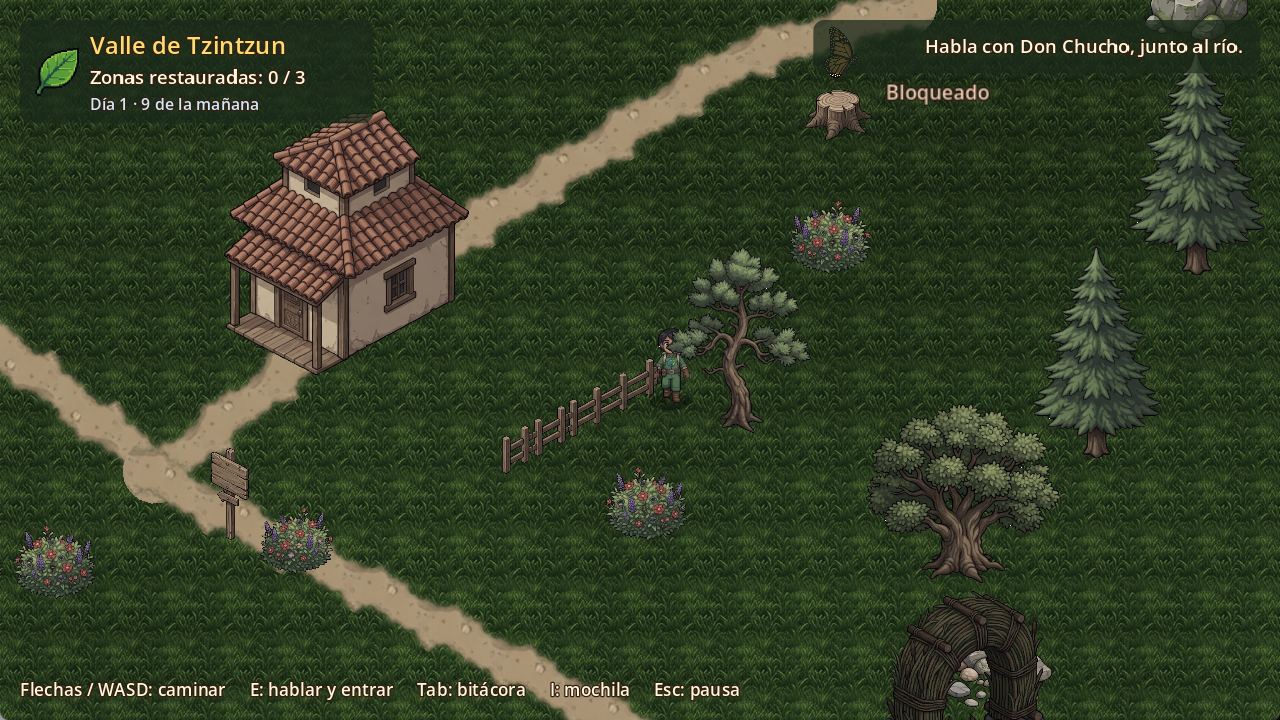 Valle de Tzintzun
Zonas restauradas: 0 / 3
Día 1 · 9 de la mañana
Habla con Don Chucho, junto al río.
Bloqueado
Flechas / WASD: caminar E: hablar y entrar Tab: bitácora I: mochila Esc: pausa